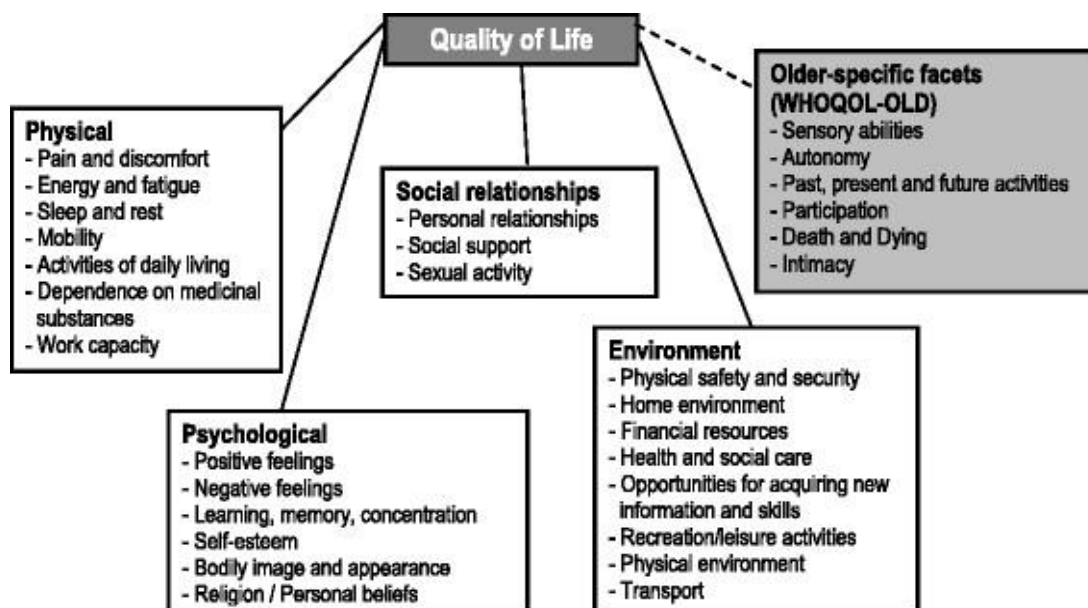 Quality of Life
Physical
- Pain and discomfort
- Energy and fatigue
- Sleep and rest
- Mobility
- Activities of daily living
- Dependence on medicinal
substances
- Work capacity
Social relationships
- Personal relationships
- Social support
- Sexual activity
Older-specific facets
(WHOQOL-OLD)
- Sensory abilities
- Autonomy
- Past, present and future activities
- Participation
- Death and Dying
- Intimacy
Psychological
- Positive feelings
- Negative feelings
- Learning, memory, concentration
- Self-esteem
- Bodily image and appearance
- Religion / Personal beliefs
Environment
- Physical safety and security
- Home environment
- Financial resources
- Health and social care
- Opportunities for acquiring new
information and skills
- Recreation/leisure activities
- Physical environment
- Transport